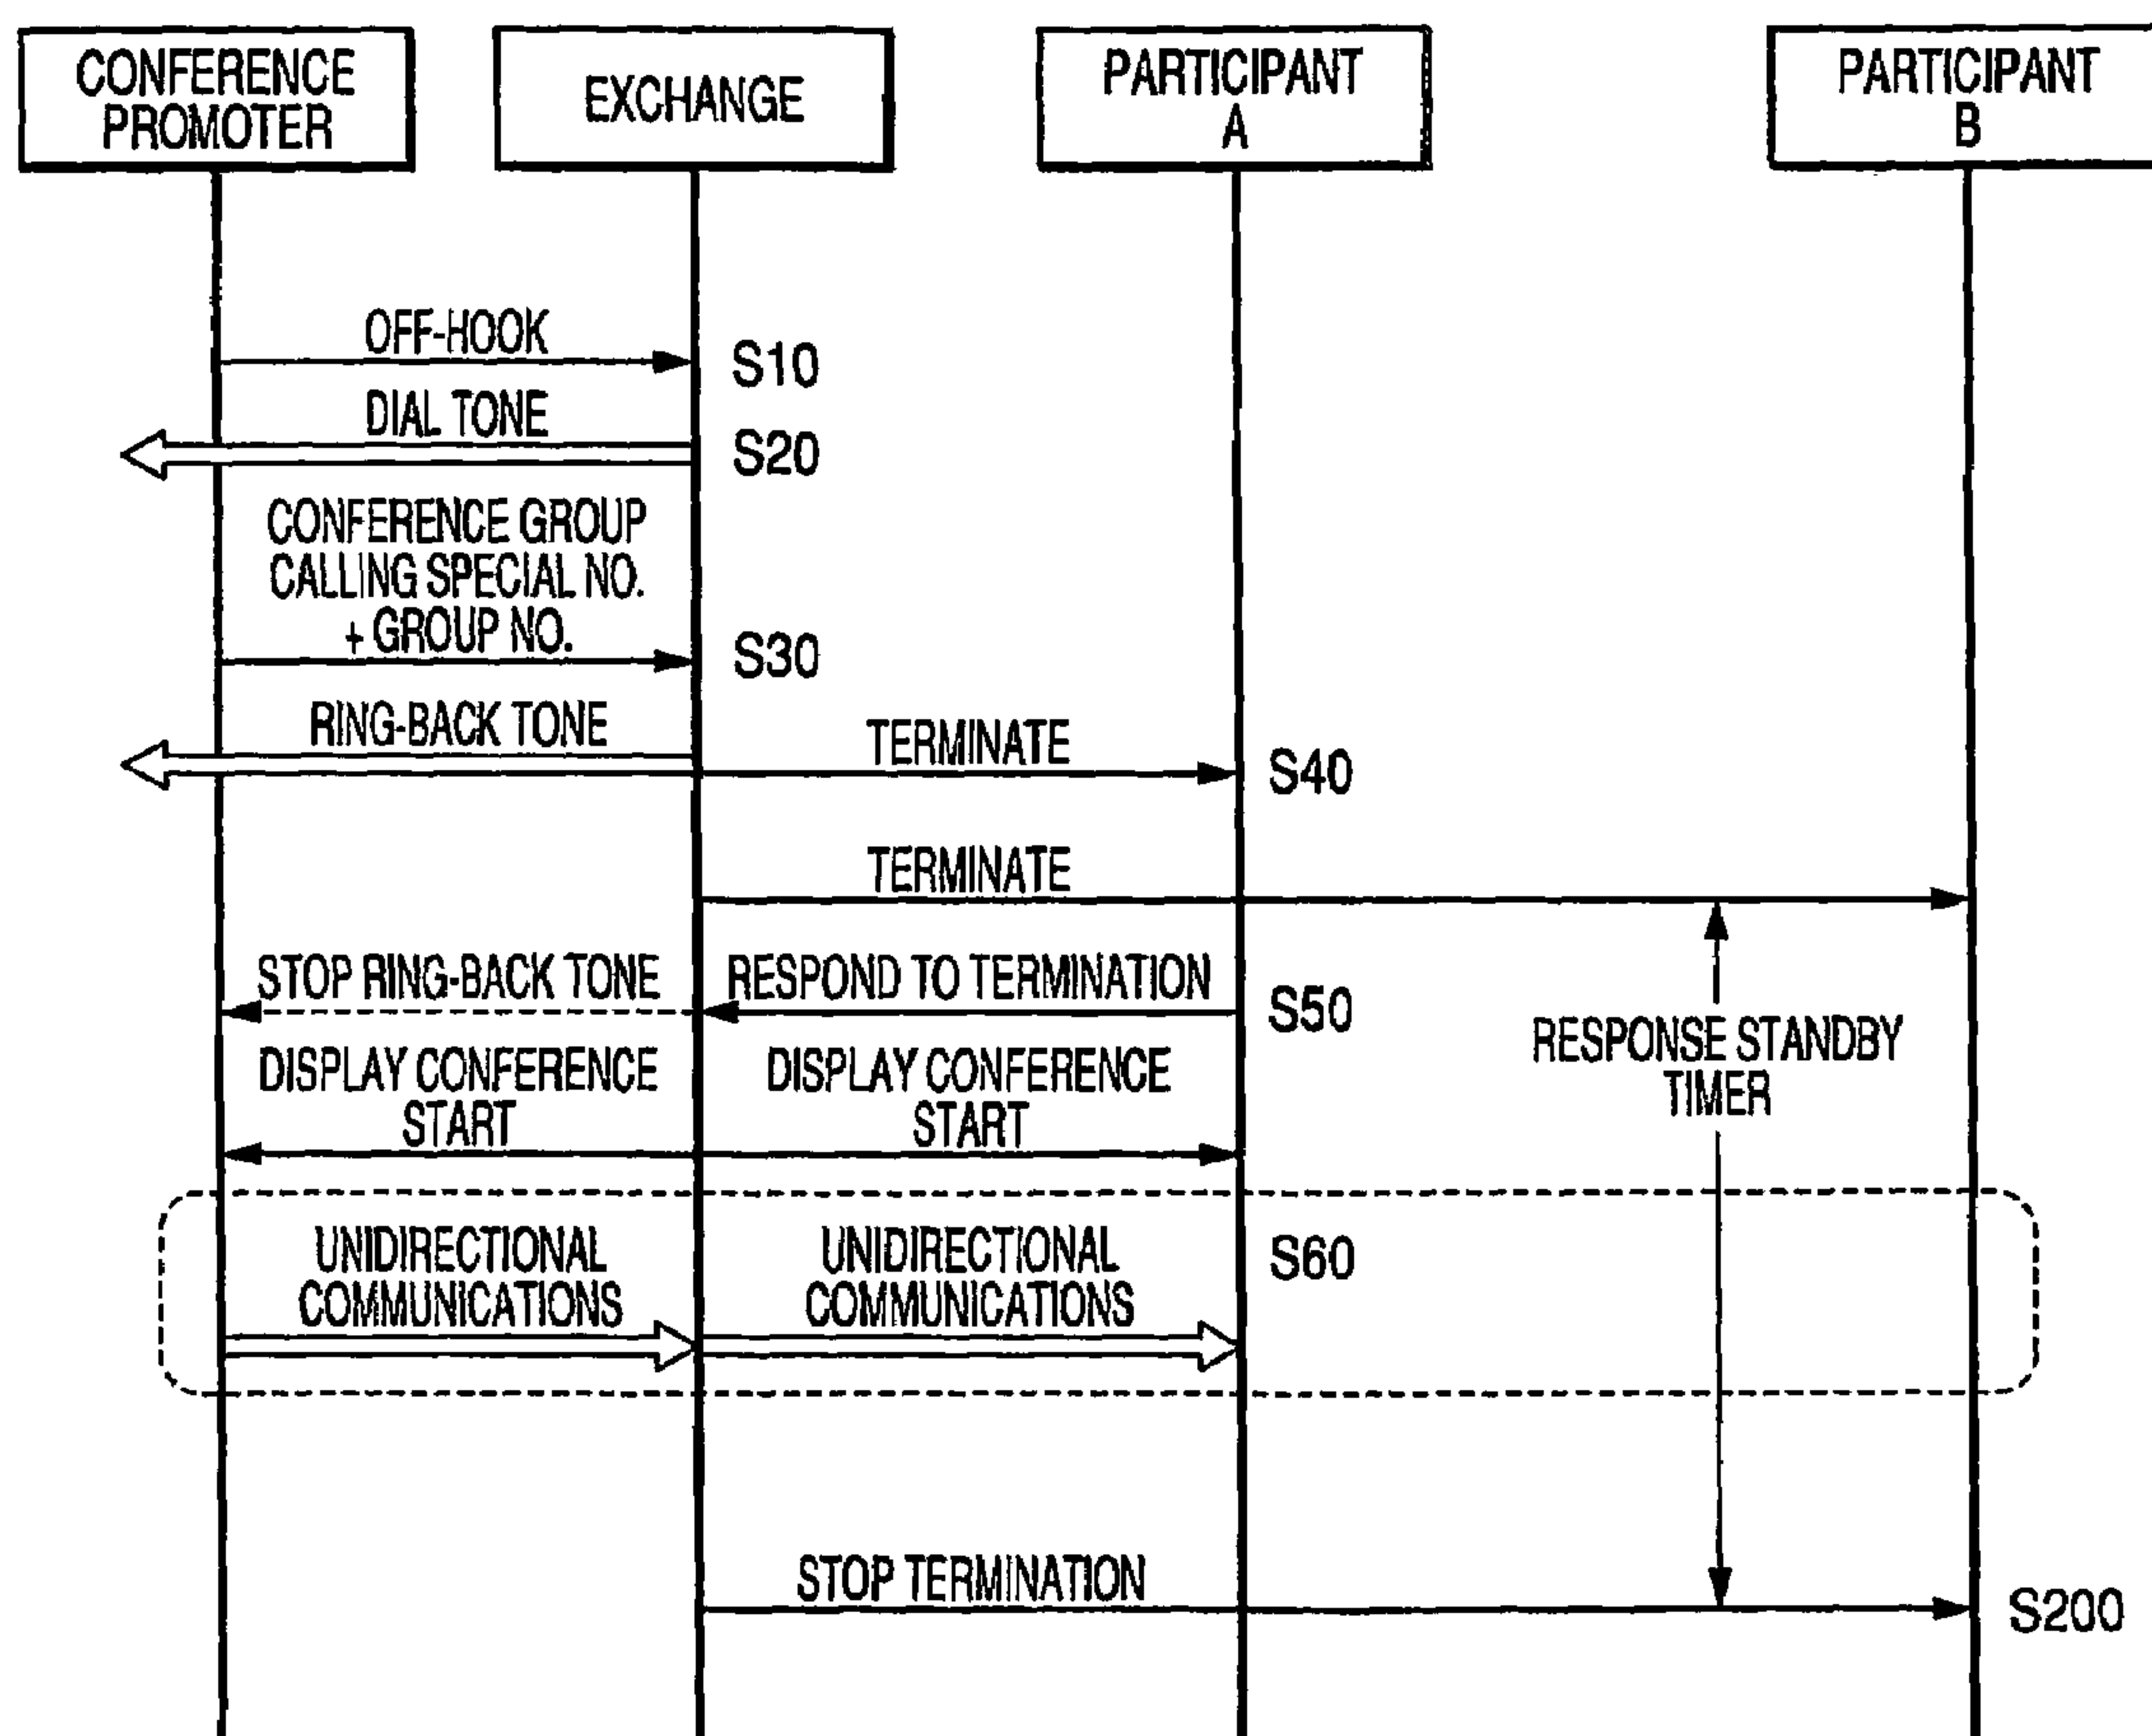 CONFERENCE
PROMOTER
EXCHANGE
PARTICIPANT
A
PARTICIPANT
B
OFF-HOOK
S10
DIAL TONE
S20
CONFERENCE GROUP
CALLING SPECIAL NO.
+ GROUP NO.
S30
RING-BACK TONE
TERMINATE
S40
TERMINATE
STOP RING-BACK TONE
RESPOND TO TERMINATION
S50
RESPONSE STANDBY
TIMER
DISPLAY CONFERENCE
START
DISPLAY CONFERENCE
START
UNIDIRECTIONAL
COMMUNICATIONS
UNIDIRECTIONAL
COMMUNICATIONS
S60
STOP TERMINATION
S200